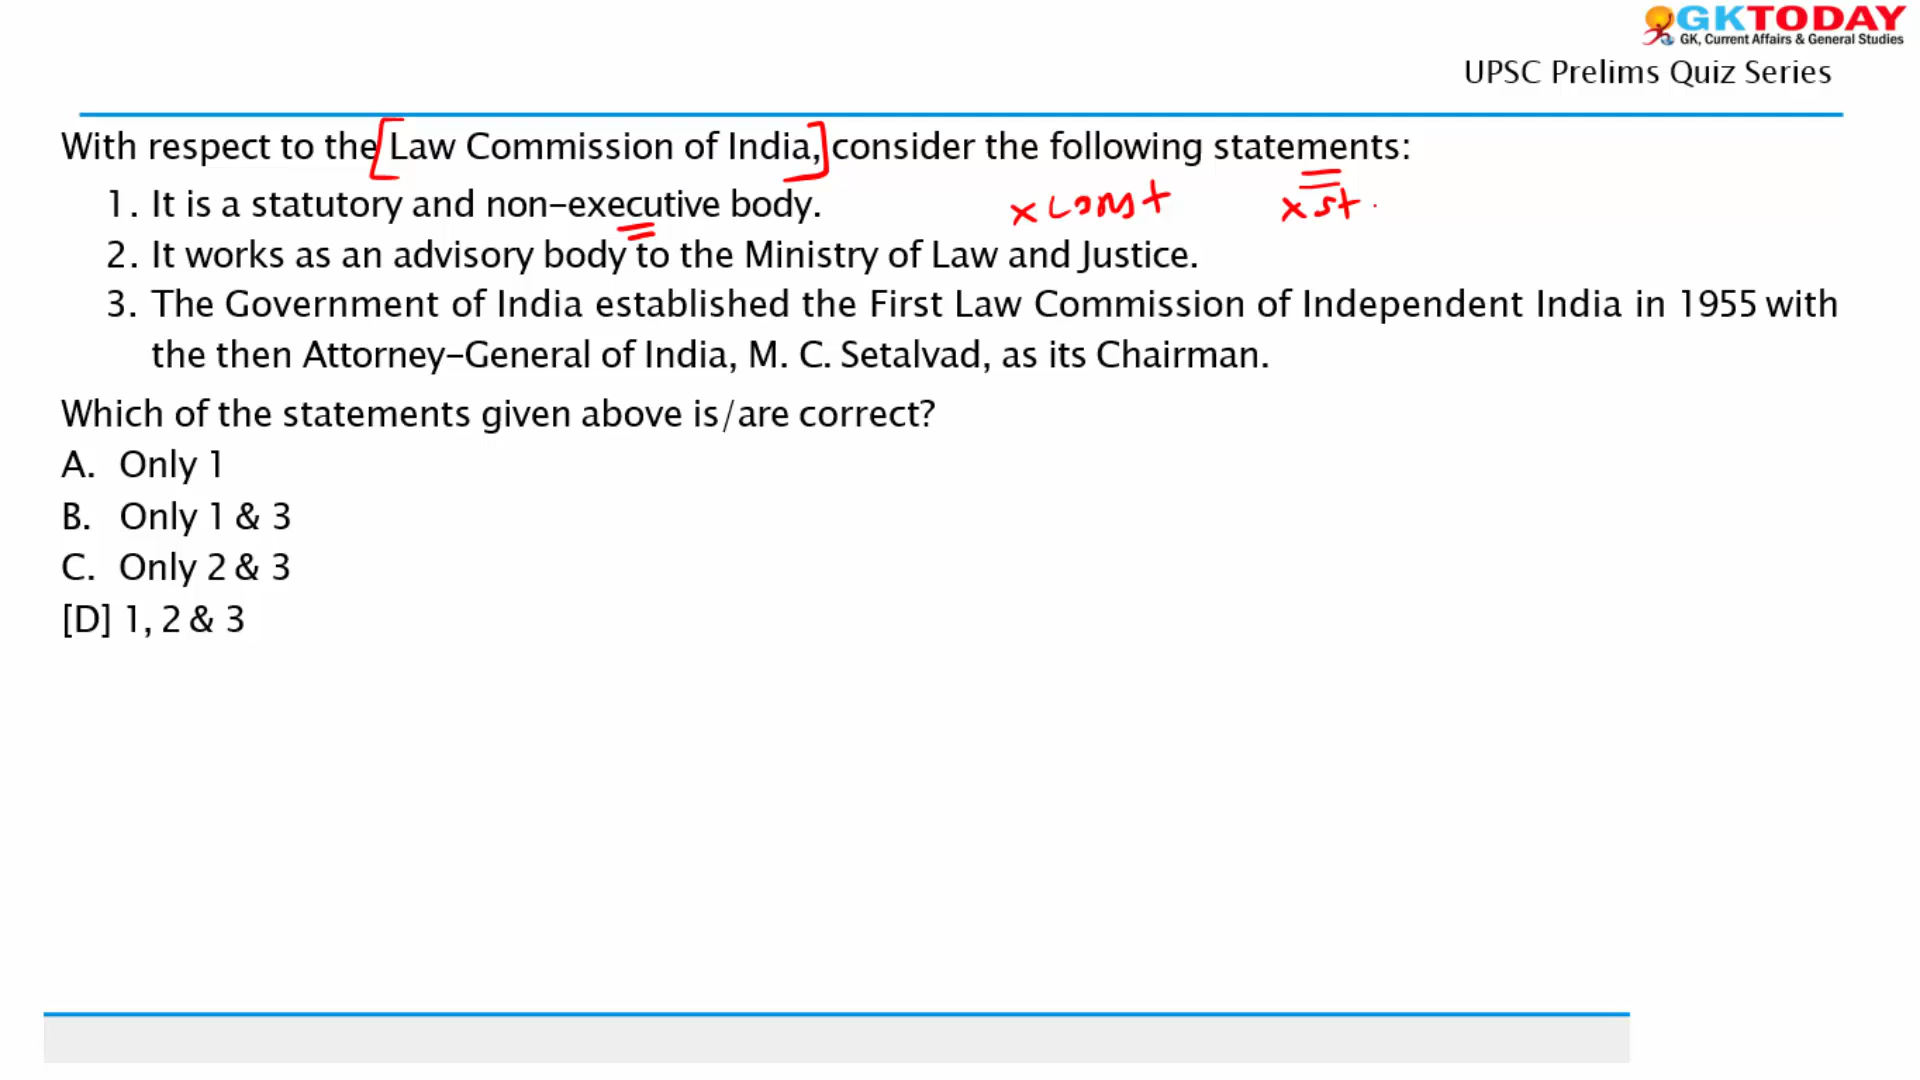 GKTODAY
GK, Current Affairs & General Studies
UPSC Prelims Quiz Series
With respect to the [Law Commission of India,] consider the following statements:
1. It is a statutory and non-executive body. x const x st.
2. It works as an advisory body to the Ministry of Law and Justice.
3. The Government of India established the First Law Commission of Independent India in 1955 with
the then Attorney-General of India, M. C. Setalvad, as its Chairman.
Which of the statements given above is/are correct?
A. Only 1
B. Only 1 & 3
C. Only 2 & 3
[D] 1, 2 & 3